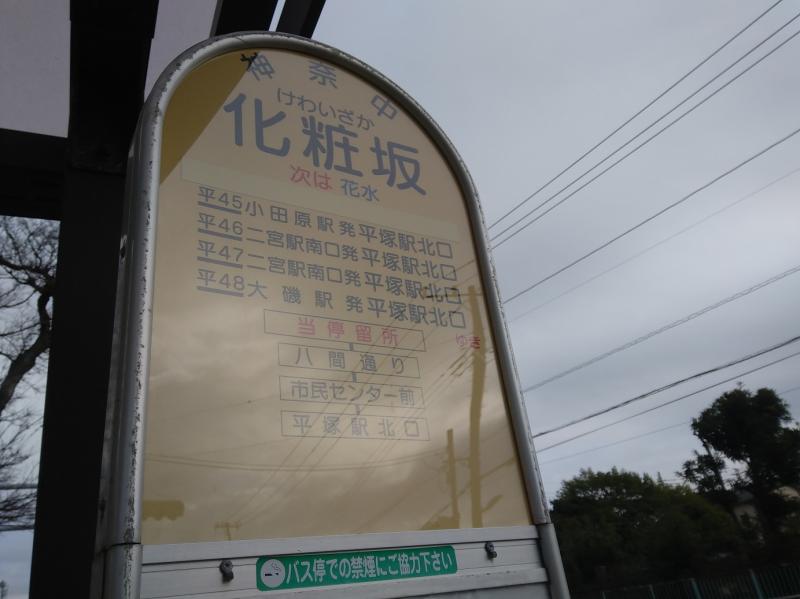 神奈中
けわいざか
化粧坂
次は 花水
平45小田原駅発平塚駅北口
平46二宮駅南口発平塚駅北口
平47二宮駅南口発平塚駅北口
平48大磯駅発平塚駅北口
ゆき
当停留所
八間通り
市民センター前
平塚駅北口
バス停での禁煙にご協力下さい